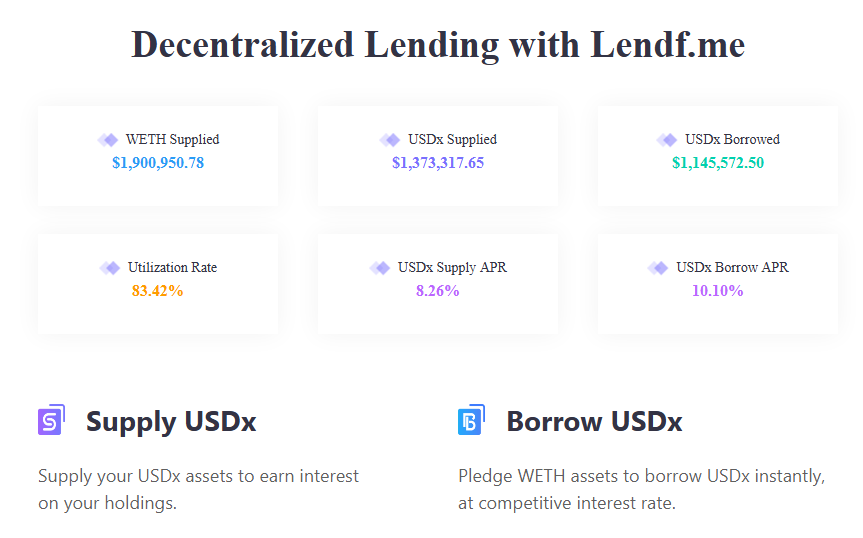 Decentralized Lending with Lendf.me
WETH Supplied
$1,900,950.78
USDx Supplied
$1,373,317.65
USDx Borrowed
$1,145,572.50
Utilization Rate
83.42%
USDx Supply APR
8.26%
USDx Borrow APR
10.10%
Supply USDx
Supply your USDx assets to earn interest
on your holdings.
Borrow USDx
Pledge WETH assets to borrow USDx instantly,
at competitive interest rate.